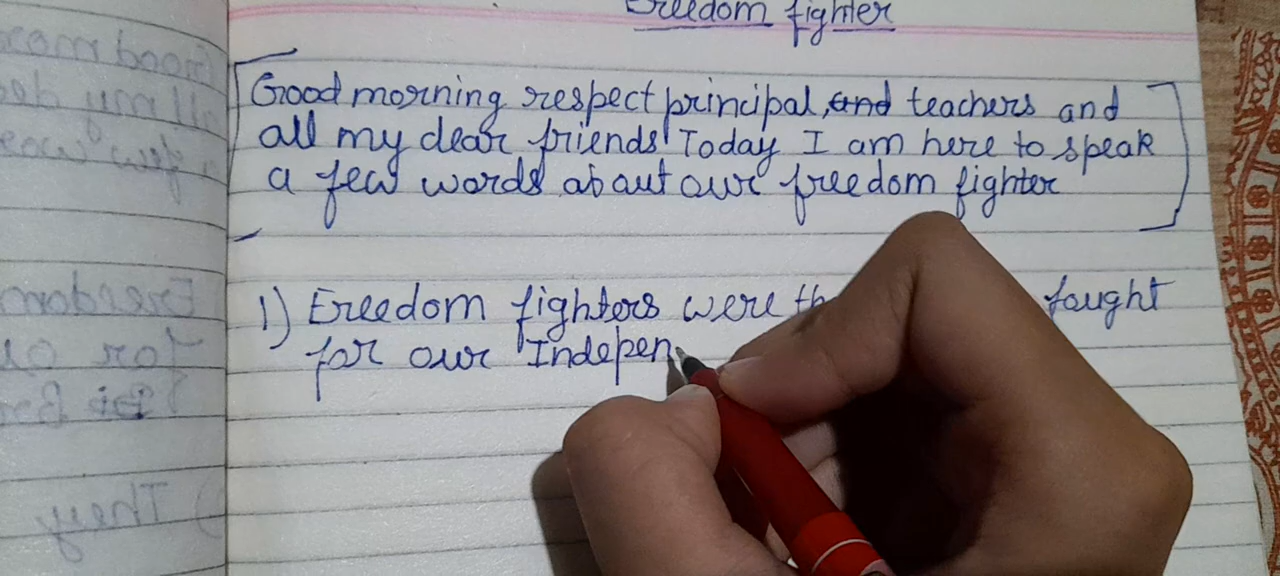 Freedom fighter
Good morning respect principal, and teachers and
all my dear friends Today I am here to speak
a few words about our freedom fighter
1) Freedom fighters were fought
for our Indepen
They